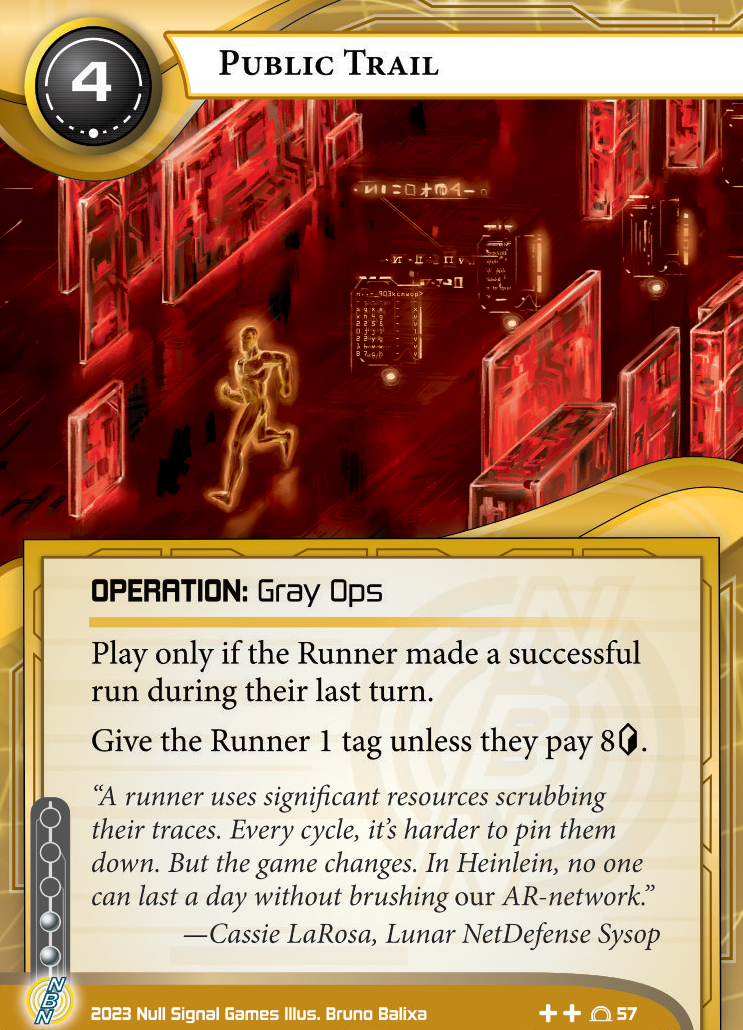 4
Public Trail
OPERATION: Gray Ops
Play only if the Runner made a successful
run during their last turn.
Give the Runner 1 tag unless they pay 8.
“A runner uses significant resources scrubbing
their traces. Every cycle, it’s harder to pin them
down. But the game changes. In Heinlein, no one
can last a day without brushing our AR-network.”
—Cassie LaRosa, Lunar NetDefense Sysop
NBN
2023 Null Signal Games Illus. Bruno Balixa
57